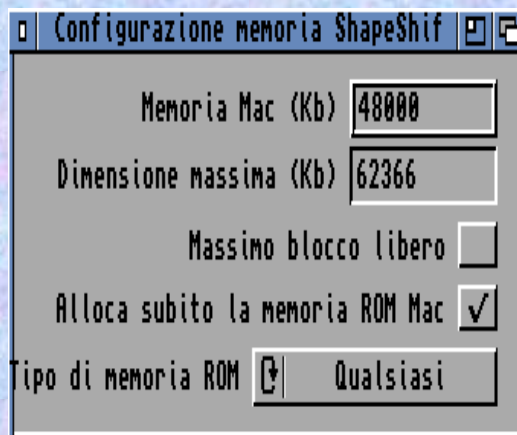 Configurazione memoria ShapeShif
Memoria Mac (Kb) 48000
Dimensione massima (Kb) 62366
Massimo blocco libero
Alloca subito la memoria ROM Mac
Tipo di memoria ROM Qualsiasi